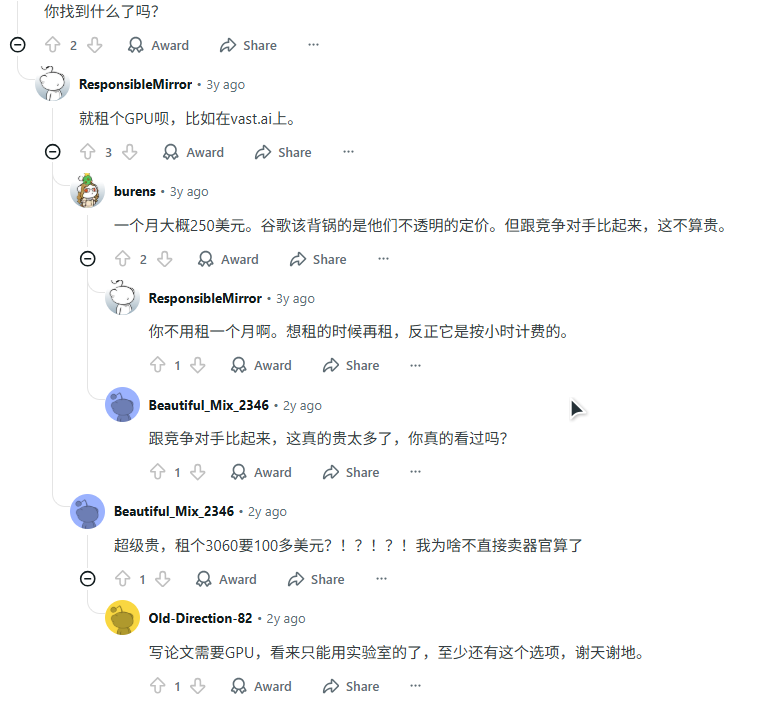 你找到什么了吗？
2 Award Share ...
ResponsibleMirror • 3y ago
就租个GPU呗，比如在vast.ai上。
3 Award Share ...
burens • 3y ago
一个月大概250美元。谷歌该背锅的是他们不透明的定价。但跟竞争对手比起来，这不算贵。
2 Award Share ...
ResponsibleMirror • 3y ago
你不用租一个月啊。想租的时候再租，反正它是按小时计费的。
1 Award Share ...
Beautiful_Mix_2346 • 2y ago
跟竞争对手比起来，这真的贵太多了，你真的看过吗？
1 Award Share ...
Beautiful_Mix_2346 • 2y ago
超级贵，租个3060要100多美元？！？！？！我为啥不直接卖器官算了
1 Award Share ...
Old-Direction-82 • 2y ago
写论文需要GPU，看来只能用实验室的了，至少还有这个选项，谢天谢地。
1 Award Share ...